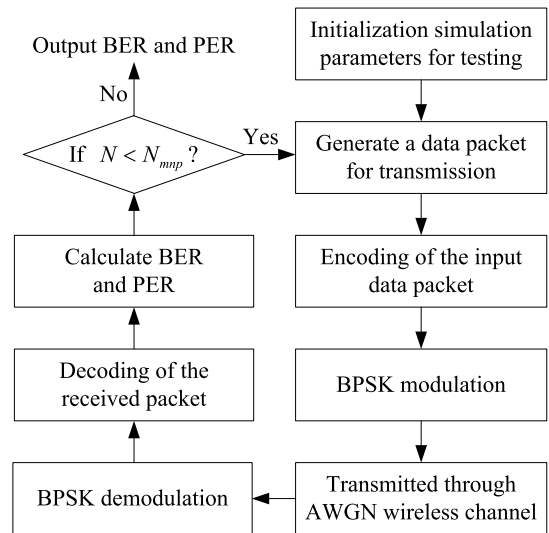 Output BER and PER
No
If N < N_mnp ?
Yes
Initialization simulation
parameters for testing
Generate a data packet
for transmission
Encoding of the input
data packet
BPSK modulation
Transmitted through
AWGN wireless channel
BPSK demodulation
Decoding of the
received packet
Calculate BER
and PER